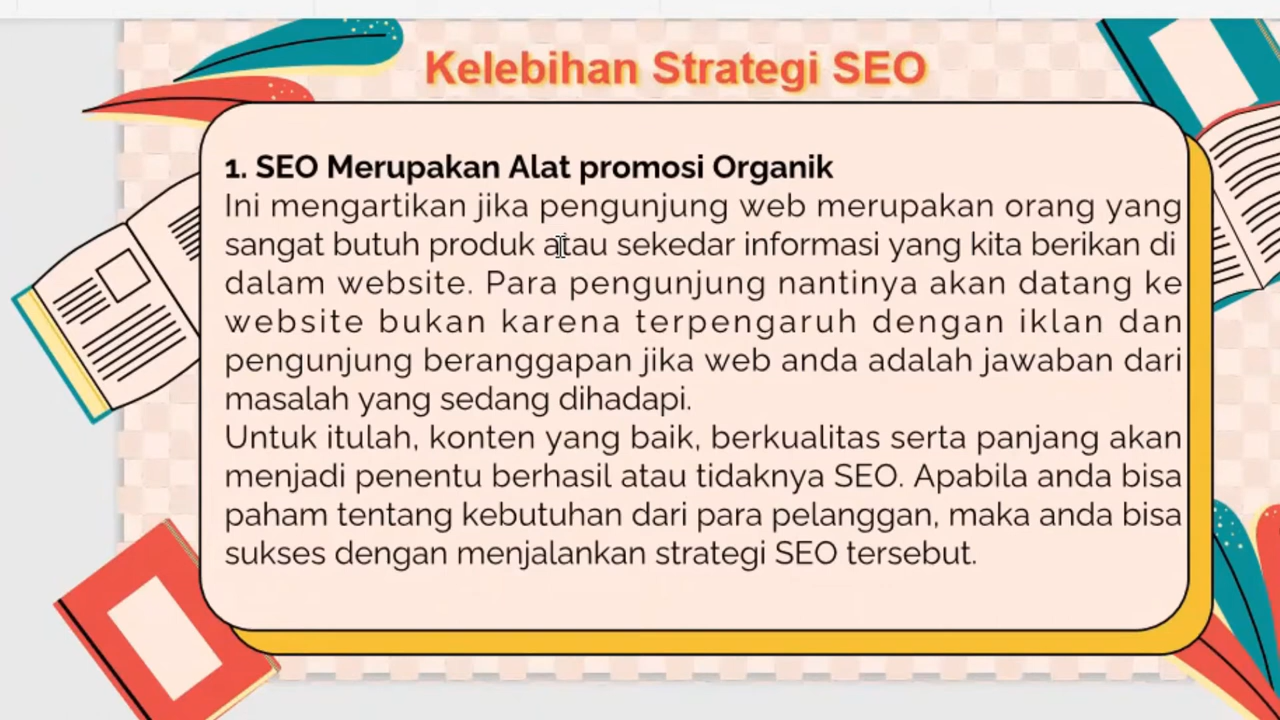 Kelebihan Strategi SEO
1. SEO Merupakan Alat promosi Organik
Ini mengartikan jika pengunjung web merupakan orang yang
sangat butuh produk atau sekedar informasi yang kita berikan di
dalam website. Para pengunjung nantinya akan datang ke
website bukan karena terpengaruh dengan iklan dan
pengunjung beranggapan jika web anda adalah jawaban dari
masalah yang sedang dihadapi.
Untuk itulah, konten yang baik, berkualitas serta panjang akan
menjadi penentu berhasil atau tidaknya SEO. Apabila anda bisa
paham tentang kebutuhan dari para pelanggan, maka anda bisa
sukses dengan menjalankan strategi SEO tersebut.